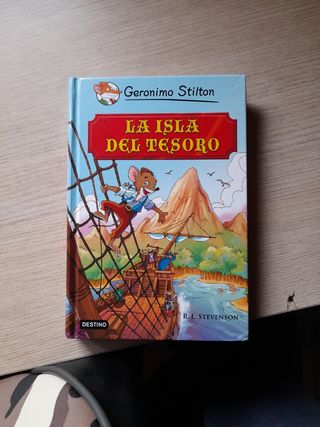 Geronimo Stilton
LA ISLA
DEL TESORO
R. L. STEVENSON
DESTINO